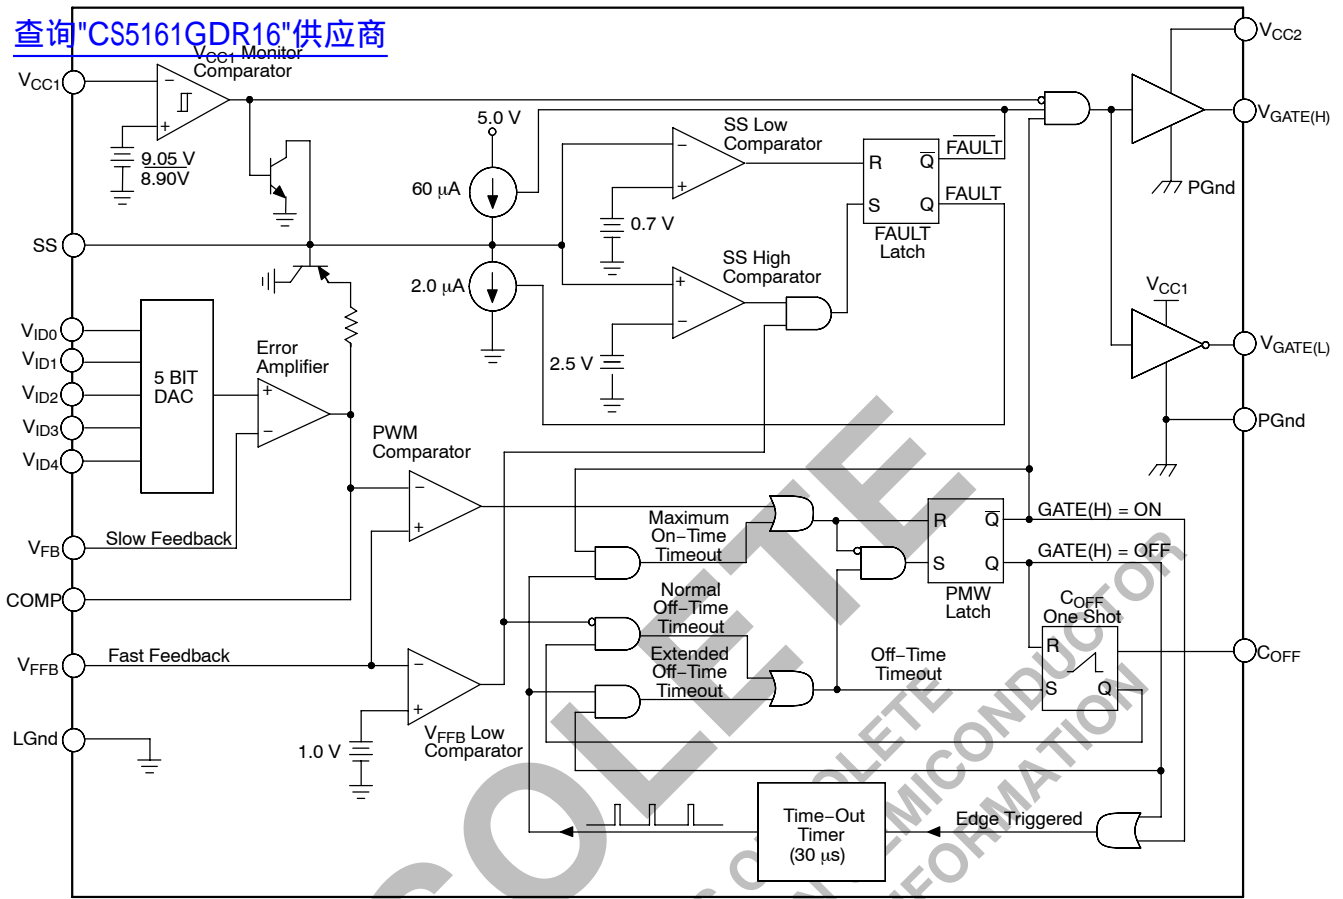 查询"CS5161GDR16"供应商
VCC1 Monitor
Comparator
VCC1
9.05 V
8.90V
5.0 V
60 μA
SS Low
Comparator
0.7 V
R
Q
S
Q
FAULT
FAULT
FAULT
Latch
VCC2
VGATE(H)
PGnd
SS
2.0 μA
SS High
Comparator
2.5 V
VCC1
VGATE(L)
PGnd
VID0
VID1
VID2
VID3
VID4
5 BIT
DAC
Error
Amplifier
PWM
Comparator
VFB
Slow Feedback
COMP
VFFB
Fast Feedback
LGnd
1.0 V
VFFB Low
Comparator
Maximum
On−Time
Timeout
Normal
Off−Time
Timeout
Extended
Off−Time
Timeout
R
Q
S
Q
PMW
Latch
GATE(H) = ON
GATE(H) = OFF
COFF
One Shot
R
S
Q
COFF
Off−Time
Timeout
Time−Out
Timer
(30 μs)
Edge Triggered